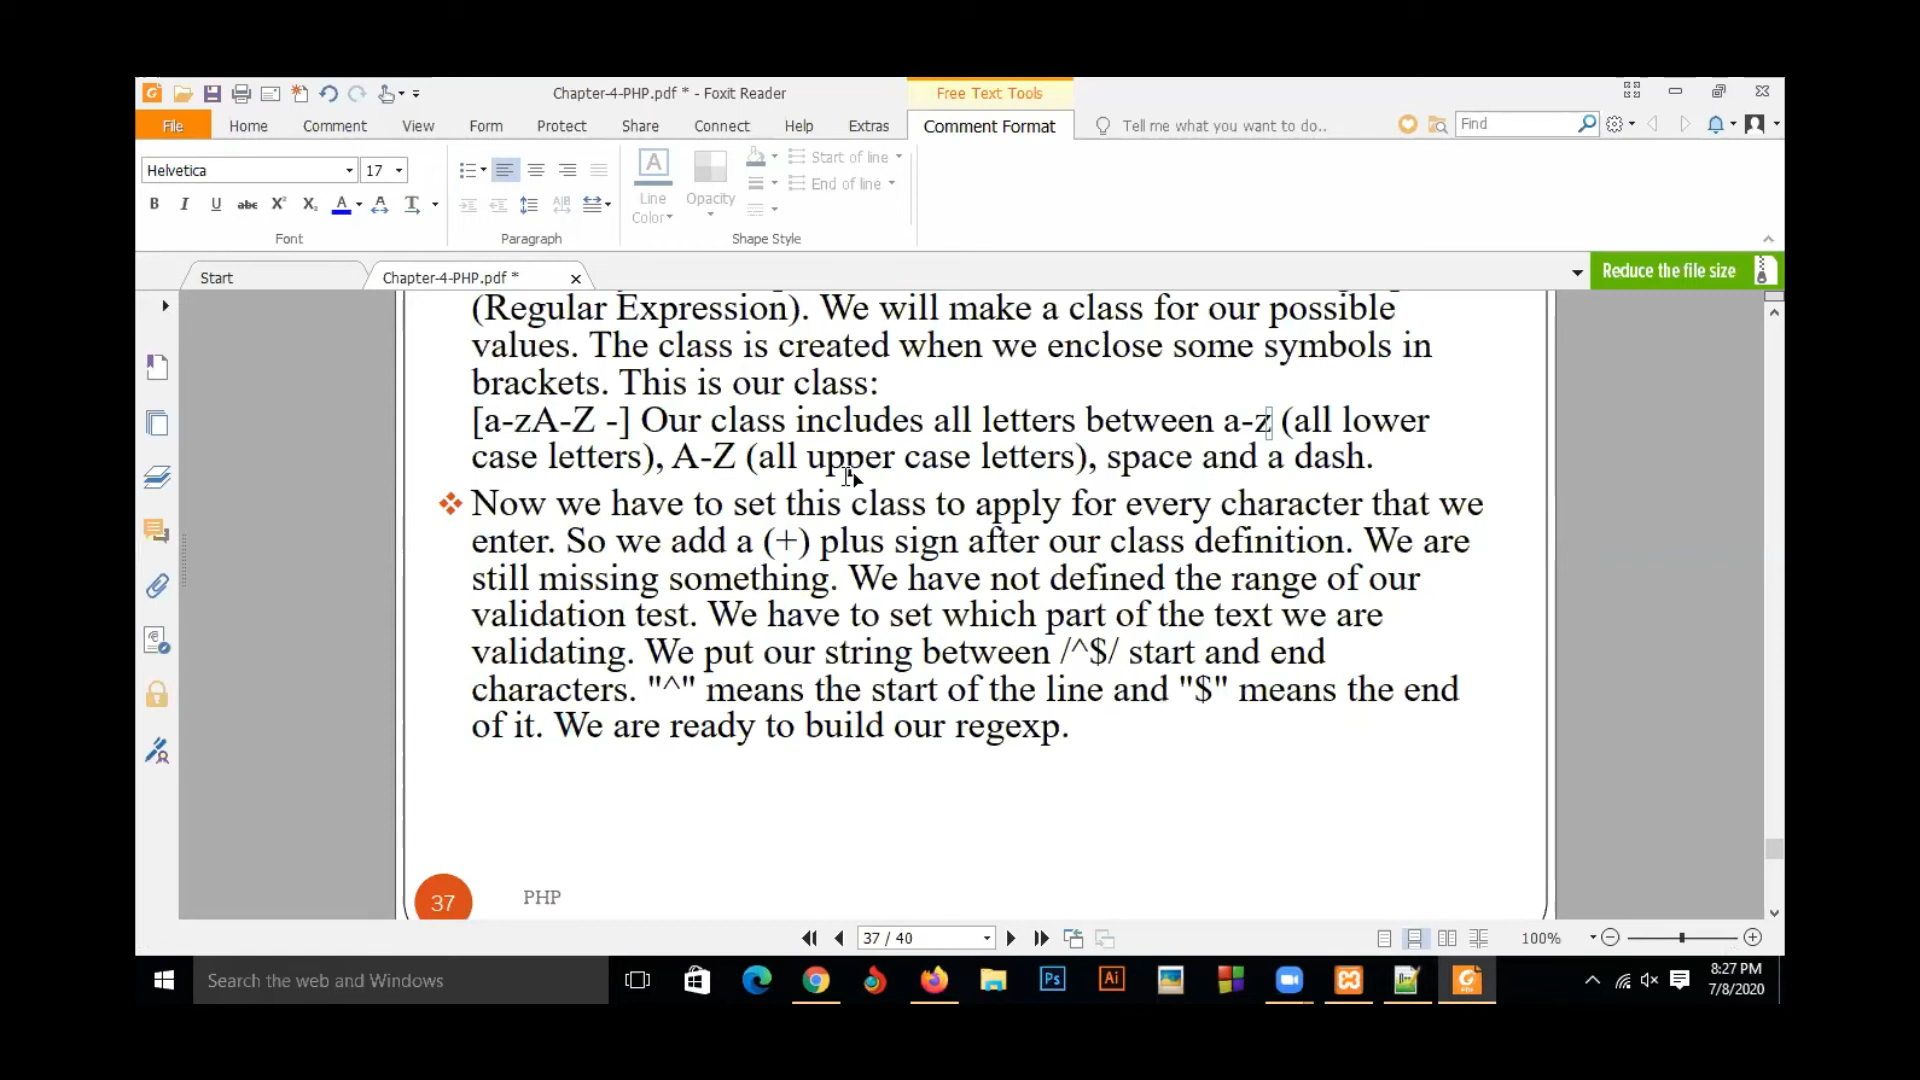 Chapter-4-PHP.pdf * - Foxit Reader
Free Text Tools
File
Home
Comment
View
Form
Protect
Share
Connect
Help
Extras
Comment Format
Tell me what you want to do..
Find
Helvetica
17
Start of line
End of line
Line
Color
Opacity
Font
Paragraph
Shape Style
Start
Chapter-4-PHP.pdf *
Reduce the file size
(Regular Expression). We will make a class for our possible
values. The class is created when we enclose some symbols in
brackets. This is our class:
[a-zA-Z -] Our class includes all letters between a-z (all lower
case letters), A-Z (all upper case letters), space and a dash.
Now we have to set this class to apply for every character that we
enter. So we add a (+) plus sign after our class definition. We are
still missing something. We have not defined the range of our
validation test. We have to set which part of the text we are
validating. We put our string between /^$/ start and end
characters. "^" means the start of the line and "$" means the end
of it. We are ready to build our regexp.
37
PHP
37 / 40
100%
Search the web and Windows
Ps
Ai
8:27 PM
7/8/2020